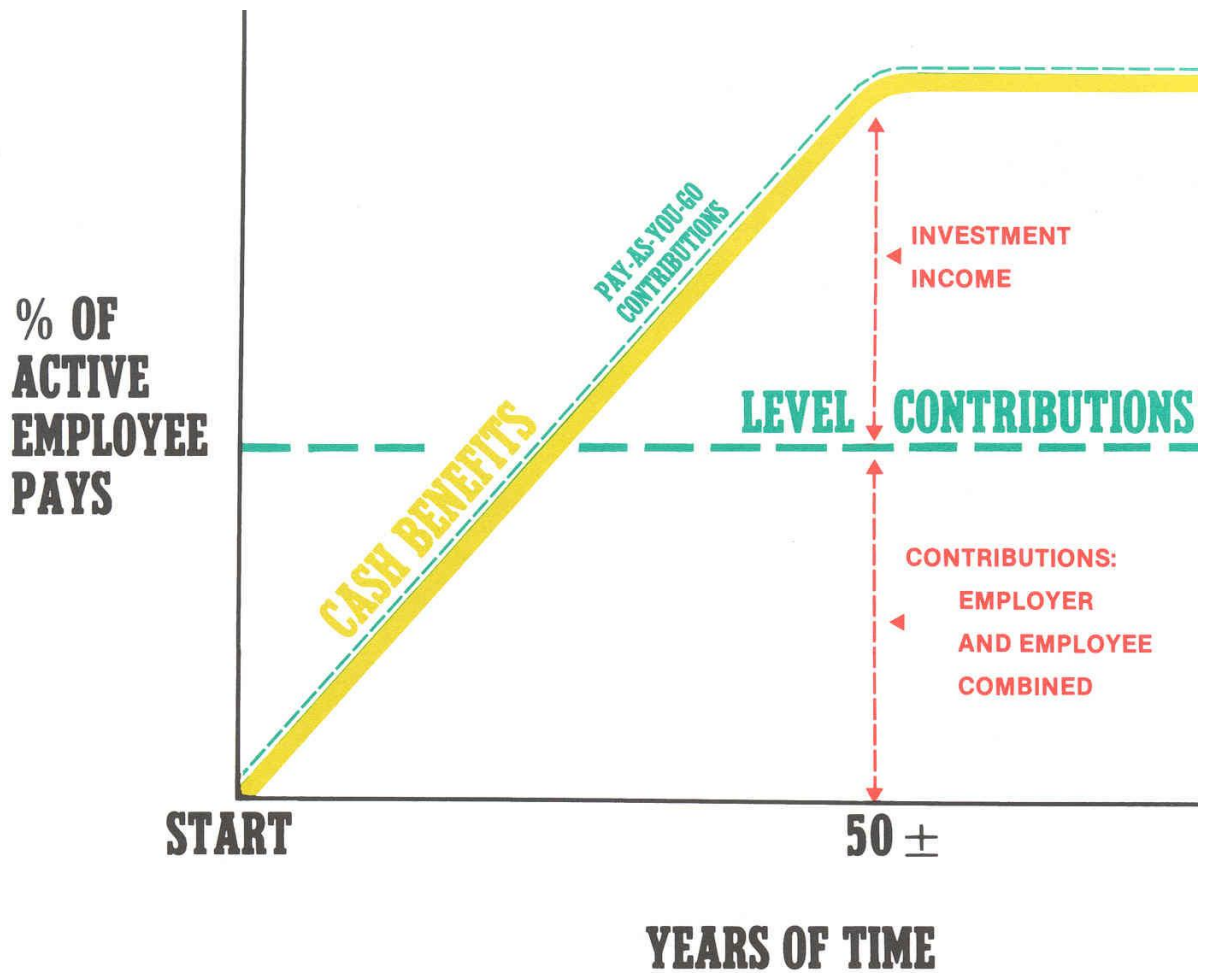 PAY-AS-YOU-GO
CONTRIBUTIONS
INVESTMENT
INCOME
% OF
ACTIVE
EMPLOYEE
PAYS
LEVEL CONTRIBUTIONS
CASH BENEFITS
CONTRIBUTIONS:
EMPLOYER
AND EMPLOYEE
COMBINED
START
50 ±
YEARS OF TIME